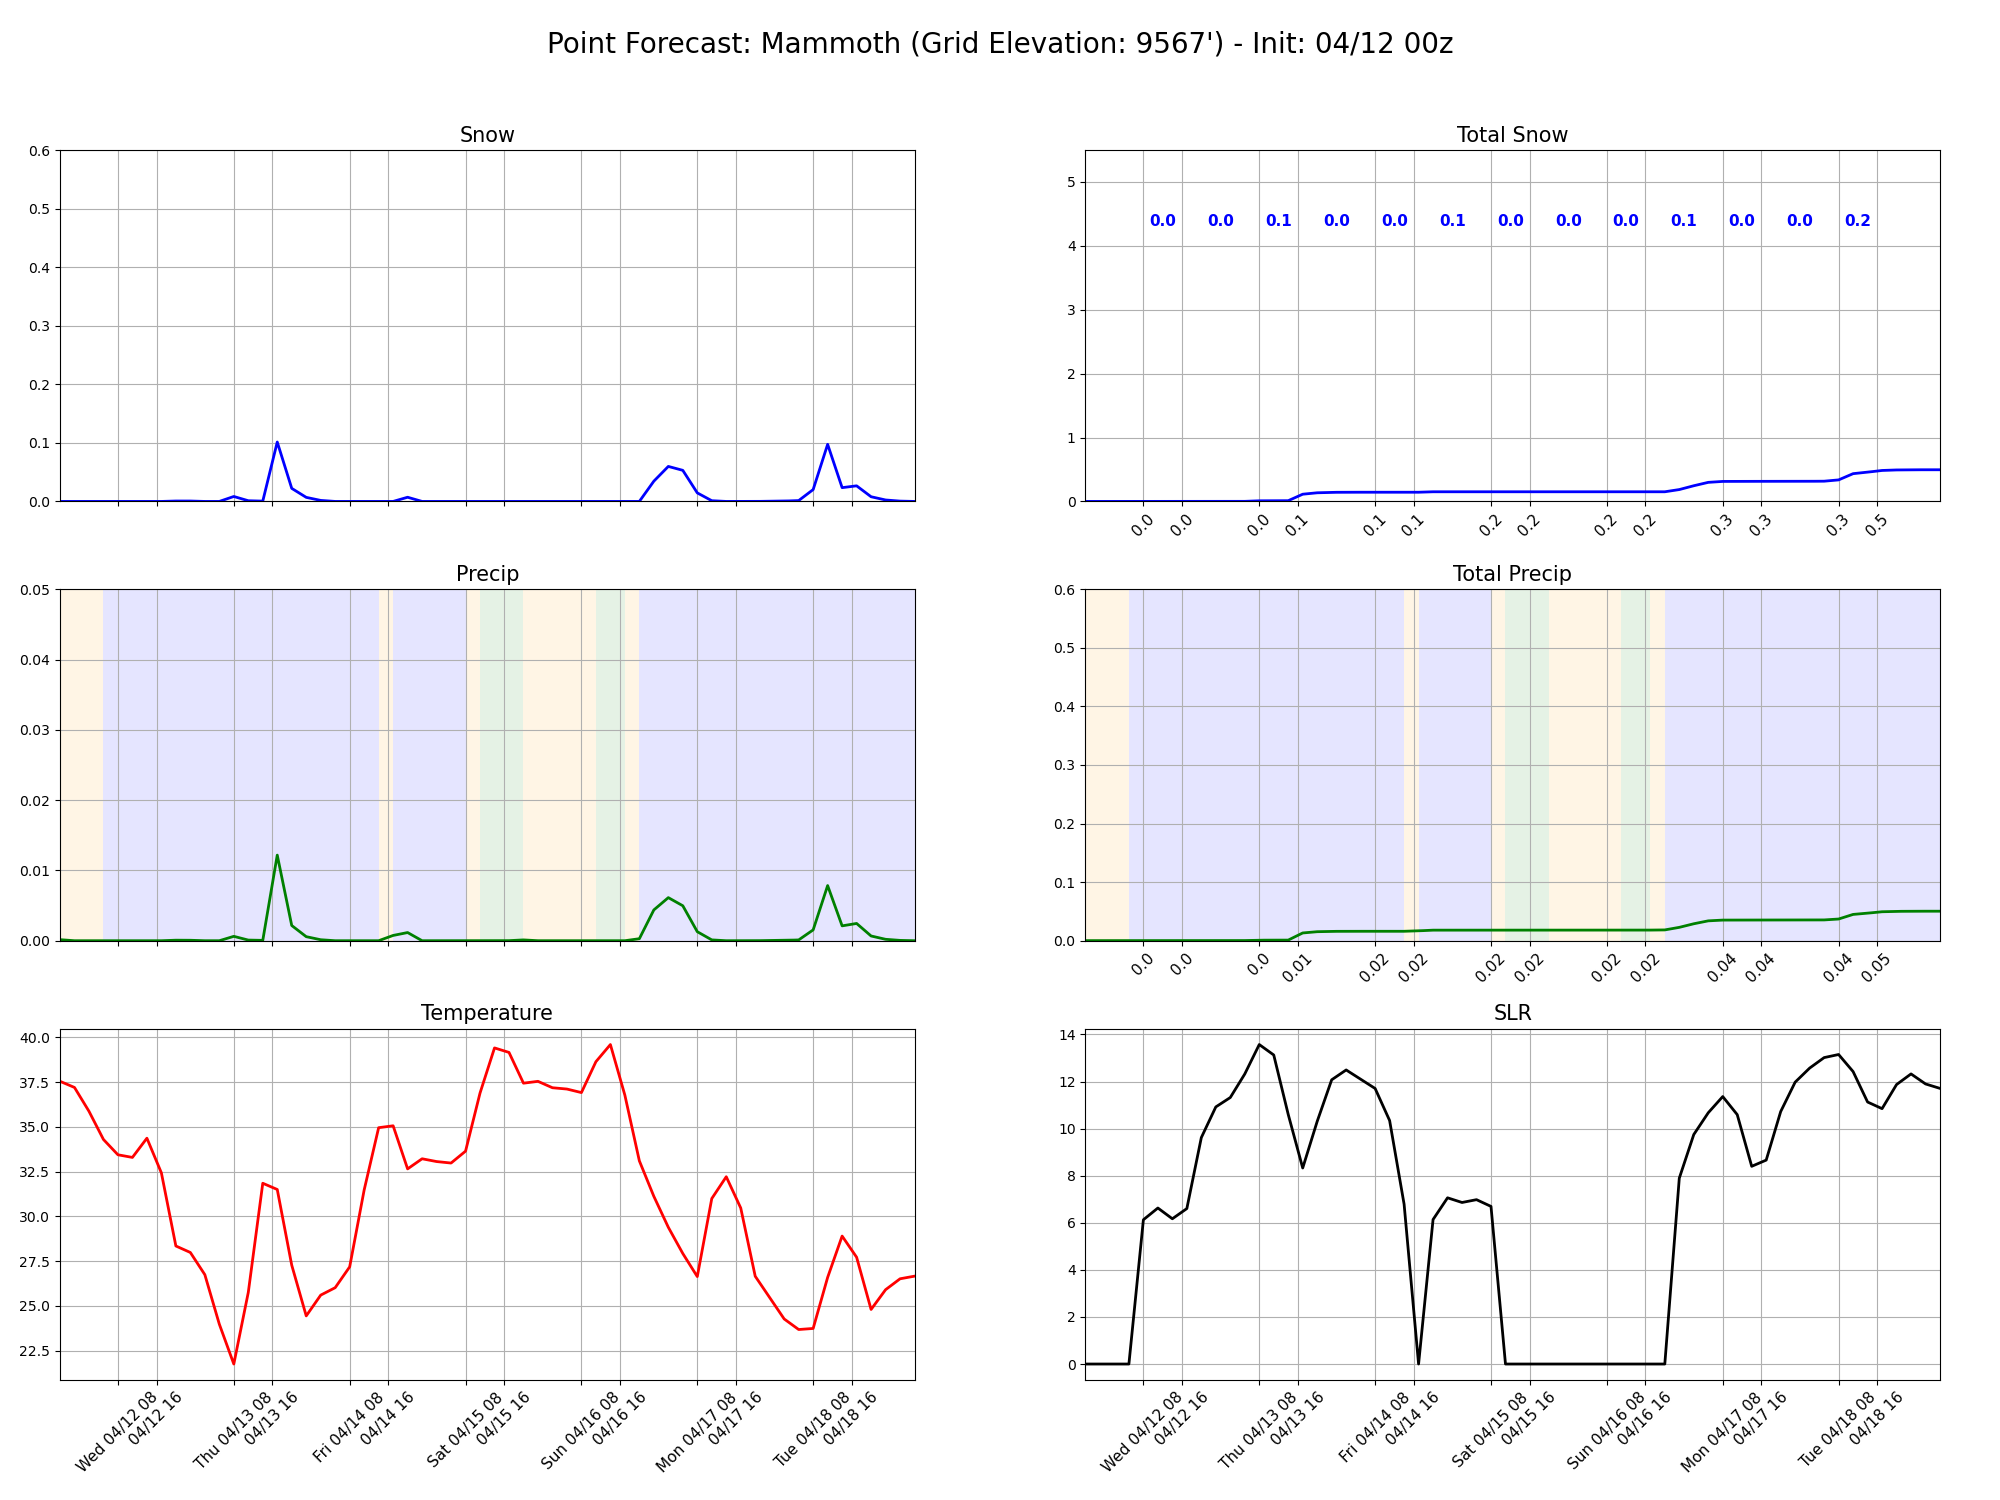 Point Forecast: Mammoth (Grid Elevation: 9567') - Init: 04/12 00z
Snow
0.6
0.5
0.4
0.3
0.2
0.1
0.0
Total Snow
5
4
3
2
1
0
0.0 0.0 0.1 0.0 0.0 0.1 0.0 0.0 0.0 0.1 0.0 0.0 0.2
0.0 0.0 0.0 0.1 0.1 0.1 0.2 0.2 0.2 0.2 0.3 0.3 0.3 0.5
Precip
0.05
0.04
0.03
0.02
0.01
0.00
Total Precip
0.6
0.5
0.4
0.3
0.2
0.1
0.0
0.0 0.0 0.0 0.01 0.02 0.02 0.02 0.02 0.02 0.02 0.04 0.04 0.04 0.05
Temperature
40.0
37.5
35.0
32.5
30.0
27.5
25.0
22.5
Wed 04/12 08
04/12 16
Thu 04/13 08
04/13 16
Fri 04/14 08
04/14 16
Sat 04/15 08
04/15 16
Sun 04/16 08
04/16 16
Mon 04/17 08
04/17 16
Tue 04/18 08
04/18 16
SLR
14
12
10
8
6
4
2
0
Wed 04/12 08
04/12 16
Thu 04/13 08
04/13 16
Fri 04/14 08
04/14 16
Sat 04/15 08
04/15 16
Sun 04/16 08
04/16 16
Mon 04/17 08
04/17 16
Tue 04/18 08
04/18 16